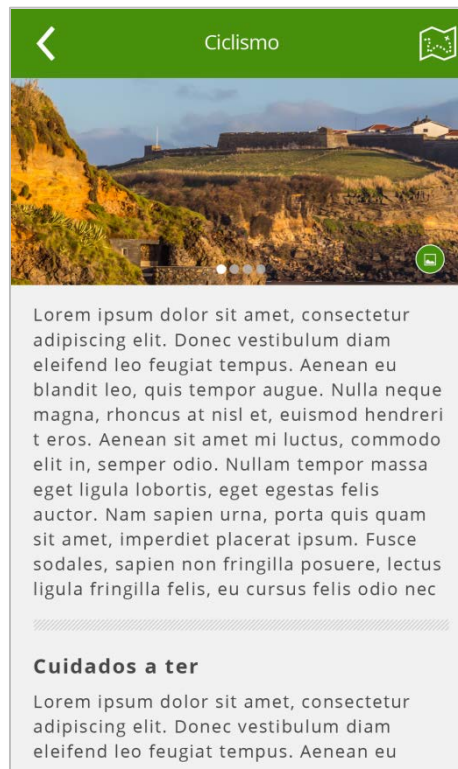 Ciclismo
Lorem ipsum dolor sit amet, consectetur
adipiscing elit. Donec vestibulum diam
eleifend leo feugiat tempus. Aenean eu
blandit leo, quis tempor augue. Nulla neque
magna, rhoncus at nisl et, euismod hendreri
t eros. Aenean sit amet mi luctus, commodo
elit in, semper odio. Nullam tempor massa
eget ligula lobortis, eget egestas felis
auctor. Nam sapien urna, porta quis quam
sit amet, imperdiet placerat ipsum. Fusce
sodales, sapien non fringilla posuere, lectus
ligula fringilla felis, eu cursus felis odio nec
Cuidados a ter
Lorem ipsum dolor sit amet, consectetur
adipiscing elit. Donec vestibulum diam
eleifend leo feugiat tempus. Aenean eu